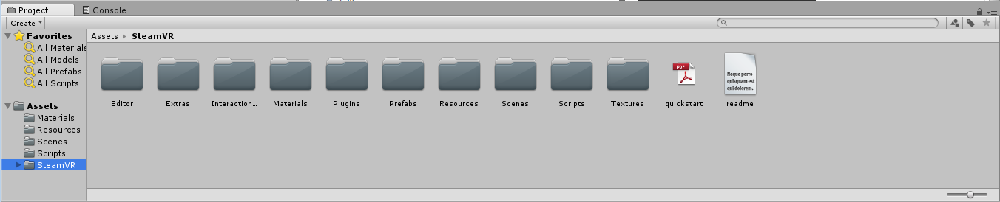 Project
Console
Create
Favorites
All Materials
All Models
All Prefabs
All Scripts
Assets
Materials
Resources
Scenes
Scripts
SteamVR
Assets SteamVR
Editor Extras Interaction... Materials Plugins Prefabs Resources Scenes Scripts Textures quickstart readme
PDF
Neque porro
quisquam est
qui dolorem.